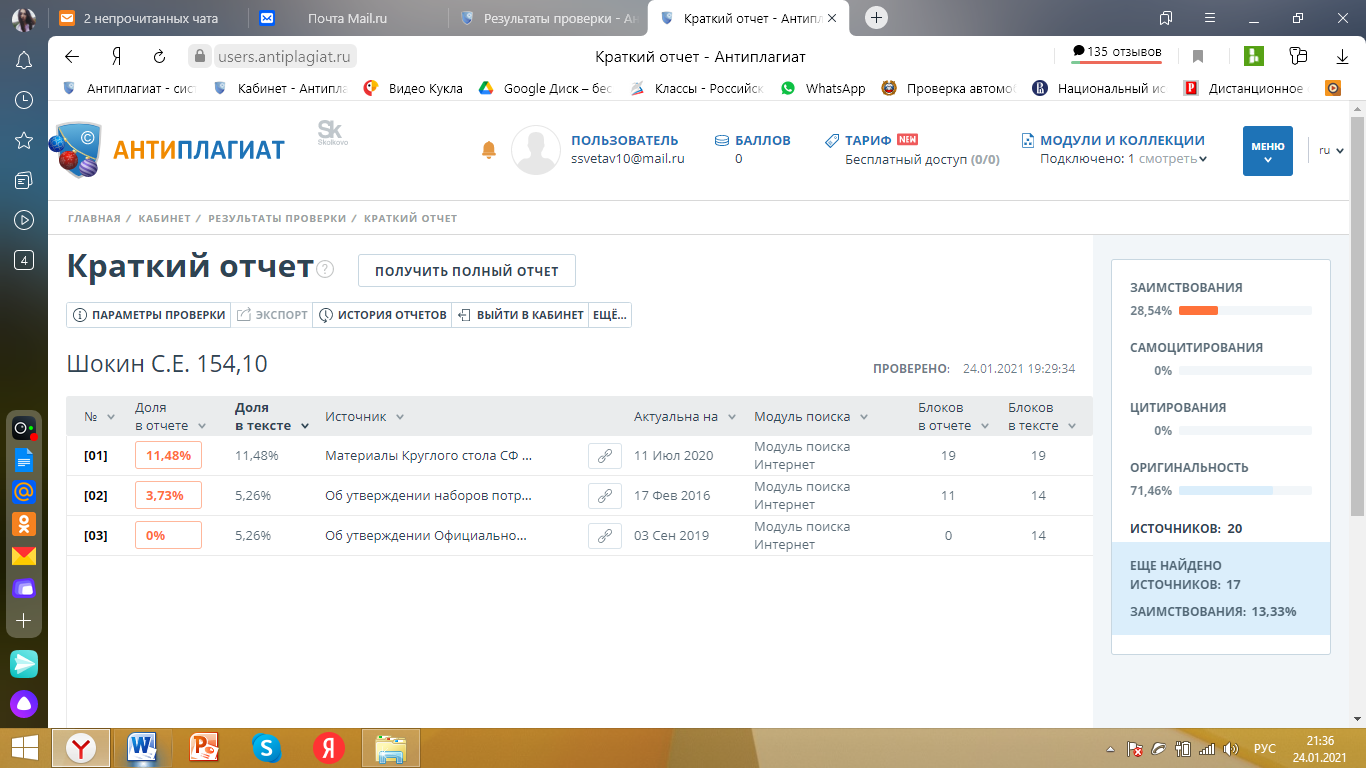 2 непрочитанных чата
Почта Mail.ru
Результаты проверки - Ан
Краткий отчет - Антипл
users.antiplagiat.ru
Краткий отчет - Антиплагиат
135 отзывов
Антиплагиат - сист
Кабинет - Антипла
Видео Кукла
Google Диск – бес
Классы - Российск
WhatsApp
Проверка автомоб
Национальный ис
Дистанционное
4
АНТИПЛАГИАТ
Sk
Skolkovo
ПОЛЬЗОВАТЕЛЬ
ssvetav10@mail.ru
БАЛЛОВ
0
ТАРИФ NEW
Бесплатный доступ (0/0)
МОДУЛИ И КОЛЛЕКЦИИ
Подключено: 1 смотреть
МЕНЮ
ru
ГЛАВНАЯ / КАБИНЕТ / РЕЗУЛЬТАТЫ ПРОВЕРКИ / КРАТКИЙ ОТЧЕТ
Краткий отчет ?
ПОЛУЧИТЬ ПОЛНЫЙ ОТЧЕТ
ПАРАМЕТРЫ ПРОВЕРКИ ЭКСПОРТ ИСТОРИЯ ОТЧЕТОВ ВЫЙТИ В КАБИНЕТ ЕЩЁ...
Шокин С.Е. 154,10
ПРОВЕРЕНО: 24.01.2021 19:29:34
№ Доля в отчете Доля в тексте Источник Актуальна на Модуль поиска Блоков в отчете Блоков в тексте
[01] 11,48% 11,48% Материалы Круглого стола СФ ... 11 Июл 2020 Модуль поиска Интернет 19 19
[02] 3,73% 5,26% Об утверждении наборов потр... 17 Фев 2016 Модуль поиска Интернет 11 14
[03] 0% 5,26% Об утверждении Официально... 03 Сен 2019 Модуль поиска Интернет 0 14
ЗАИМСТВОВАНИЯ
28,54%
САМОЦИТИРОВАНИЯ
0%
ЦИТИРОВАНИЯ
0%
ОРИГИНАЛЬНОСТЬ
71,46%
ИСТОЧНИКОВ: 20
ЕЩЕ НАЙДЕНО
ИСТОЧНИКОВ: 17
ЗАИМСТВОВАНИЯ: 13,33%
РУС
21:36
24.01.2021